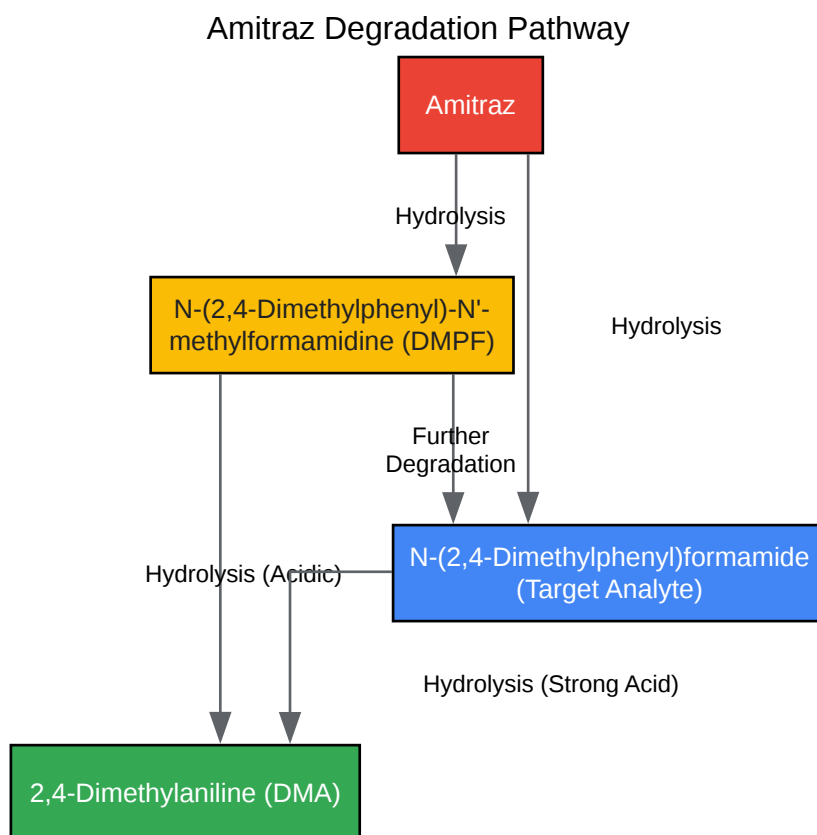 Amitraz Degradation Pathway
Amitraz
Hydrolysis
N-(2,4-Dimethylphenyl)-N'-
methylformamidine (DMPF)
Hydrolysis
Further
Degradation
N-(2,4-Dimethylphenyl)formamide
(Target Analyte)
Hydrolysis (Acidic)
Hydrolysis (Strong Acid)
2,4-Dimethylaniline (DMA)